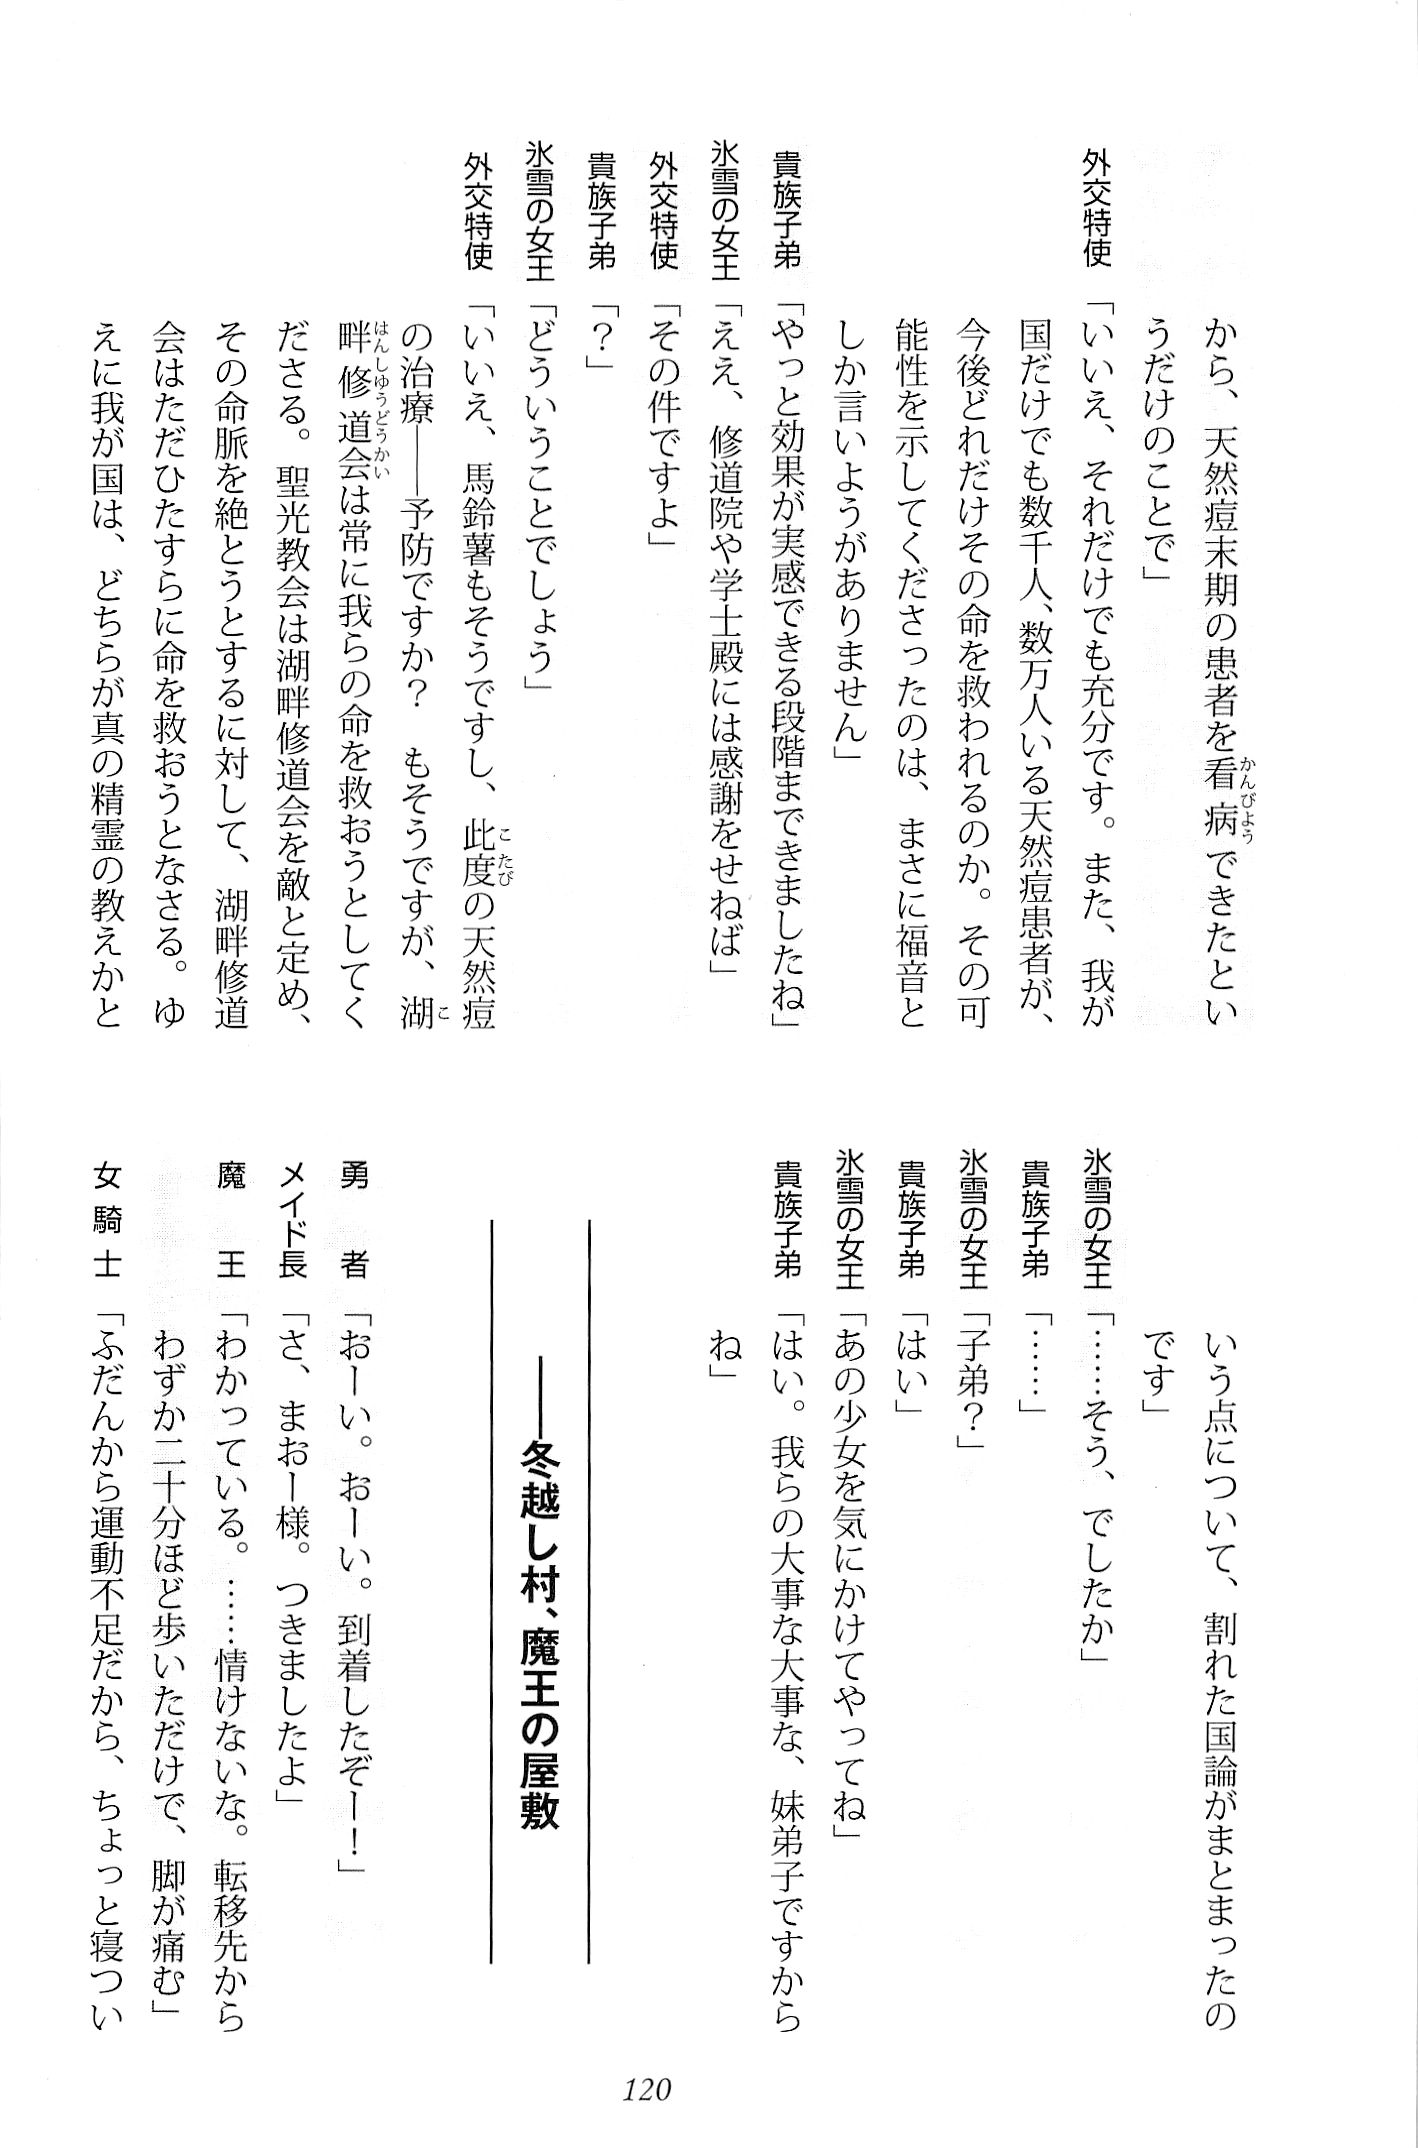 から、天然痘末期の患者を看病できたとい
うだけのことで」
外交特使「いいえ、それだけでも充分です。また、我が
国だけでも数千人、数万人いる天然痘患者が、
今後どれだけその命を救われるのか。その可
能性を示してくださったのは、まさに福音と
しか言いようがありません」
貴族子弟「やっと効果が実感できる段階まできましたね」
氷雪の女王「ええ、修道院や学士殿には感謝をせねば」
外交特使「その件ですよ」
貴族子弟「？」
氷雪の女王「どういうことでしょう」
外交特使「いいえ、馬鈴薯もそうですし、此度の天然痘
の治療――予防ですか？　もそうですが、湖
畔修道会は常に我らの命を救おうとしてく
ださる。聖光教会は湖畔修道会を敵と定め、
その命脈を絶とうとするに対して、湖畔修道
会はただひたすらに命を救おうとなさる。ゆ
えに我が国は、どちらが真の精霊の教えかと
いう点について、割れた国論がまとまったの
です」
氷雪の女王「……そう、でしたか」
貴族子弟「……」
氷雪の女王「子弟？」
貴族子弟「はい」
氷雪の女王「あの少女を気にかけてやってね」
貴族子弟「はい。我らの大事な大事な、妹弟子ですから
ね」
――冬越し村、魔王の屋敷
勇者「おーい。おーい。到着したぞー！」
メイド長「さ、まおー様。つきましたよ」
魔王「わかっている。……情けないな。転移先から
わずか二十分ほど歩いただけで、脚が痛む」
女騎士「ふだんから運動不足だから、ちょっと寝つい
120